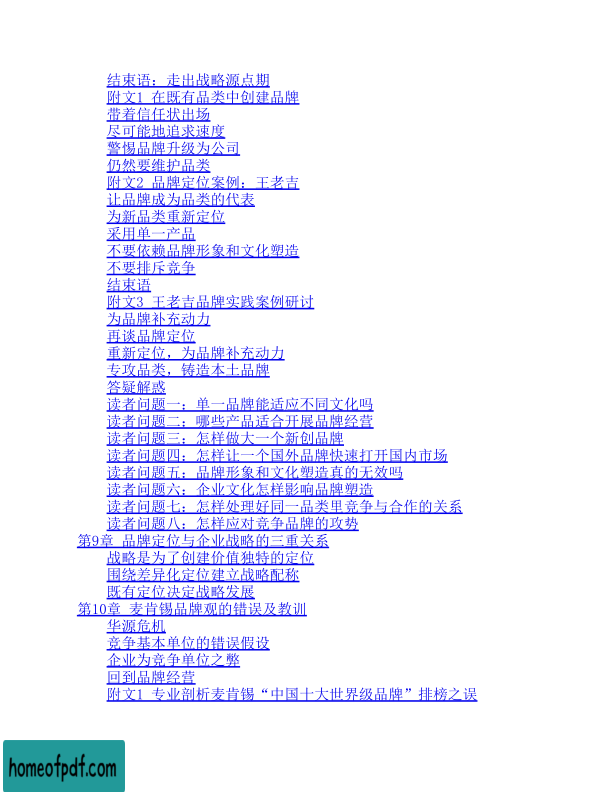 结束语：走出战略源点期
附文1 在既有品类中创建品牌
带着信任状出场
尽可能地追求速度
警惕品牌升级为公司
仍然要维护品类
附文2 品牌定位案例：王老吉
让品牌成为品类的代表
为新品类重新定位
采用单一产品
不要依赖品牌形象和文化塑造
不要排斥竞争
结束语
附文3 王老吉品牌实践案例研讨
为品牌补充动力
再谈品牌定位
重新定位，为品牌补充动力
专攻品类，铸造本土品牌
答疑解惑
读者问题一：单一品牌能适应不同文化吗
读者问题二：哪些产品适合开展品牌经营
读者问题三：怎样做大一个新创品牌
读者问题四：怎样让一个国外品牌快速打开国内市场
读者问题五：品牌形象和文化塑造真的无效吗
读者问题六：企业文化怎样影响品牌塑造
读者问题七：怎样处理好同一品类里竞争与合作的关系
读者问题八：怎样应对竞争品牌的攻势
第9章 品牌定位与企业战略的三重关系
战略是为了创建价值独特的定位
围绕差异化定位建立战略配称
既有定位决定战略发展
第10章 麦肯锡品牌观的错误及教训
华源危机
竞争基本单位的错误假设
企业为竞争单位之弊
回到品牌经营
附文1 专业剖析麦肯锡“中国十大世界级品牌”排榜之误
homeofpdf.com